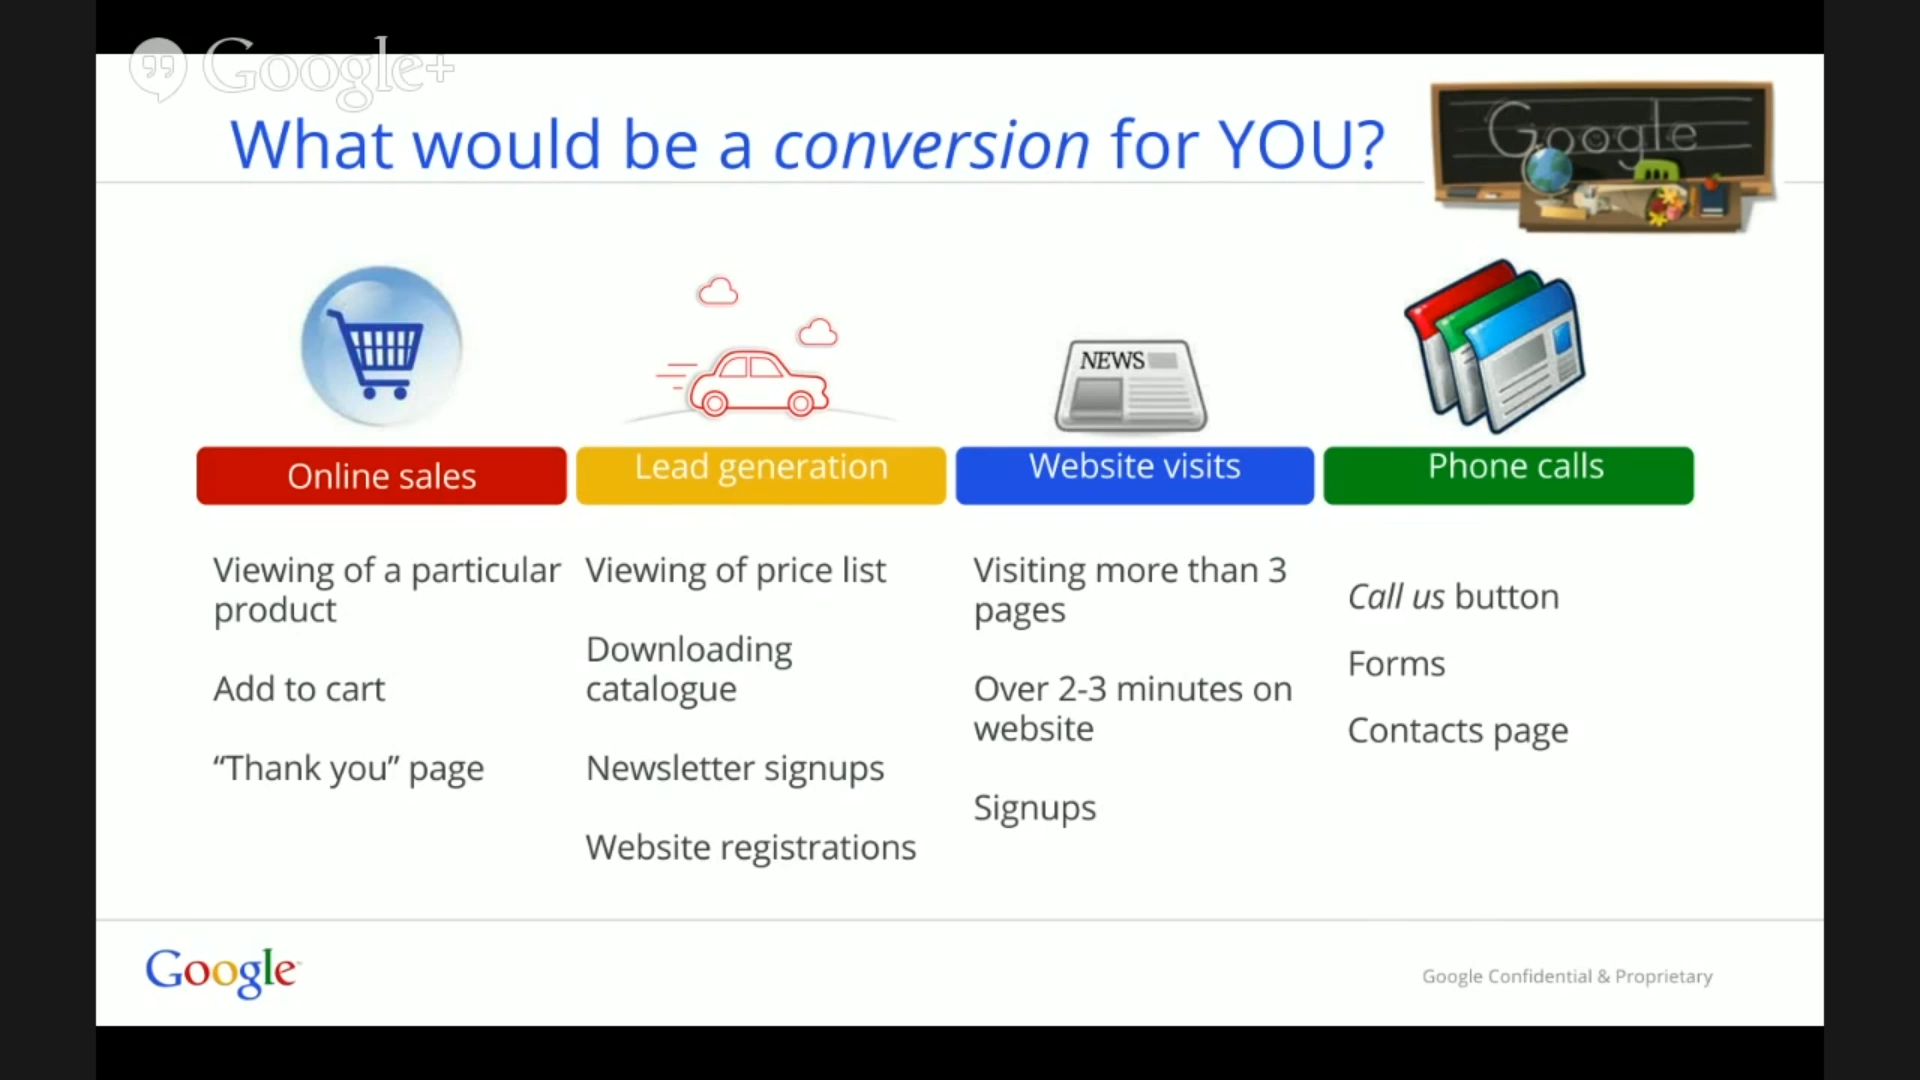 Google+
What would be a conversion for YOU?
Google
NEWS
Online sales
Lead generation
Website visits
Phone calls
Viewing of a particular
product
Add to cart
“Thank you” page
Viewing of price list
Downloading
catalogue
Newsletter signups
Website registrations
Visiting more than 3
pages
Over 2-3 minutes on
website
Signups
Call us button
Forms
Contacts page
Google
Google Confidential & Proprietary